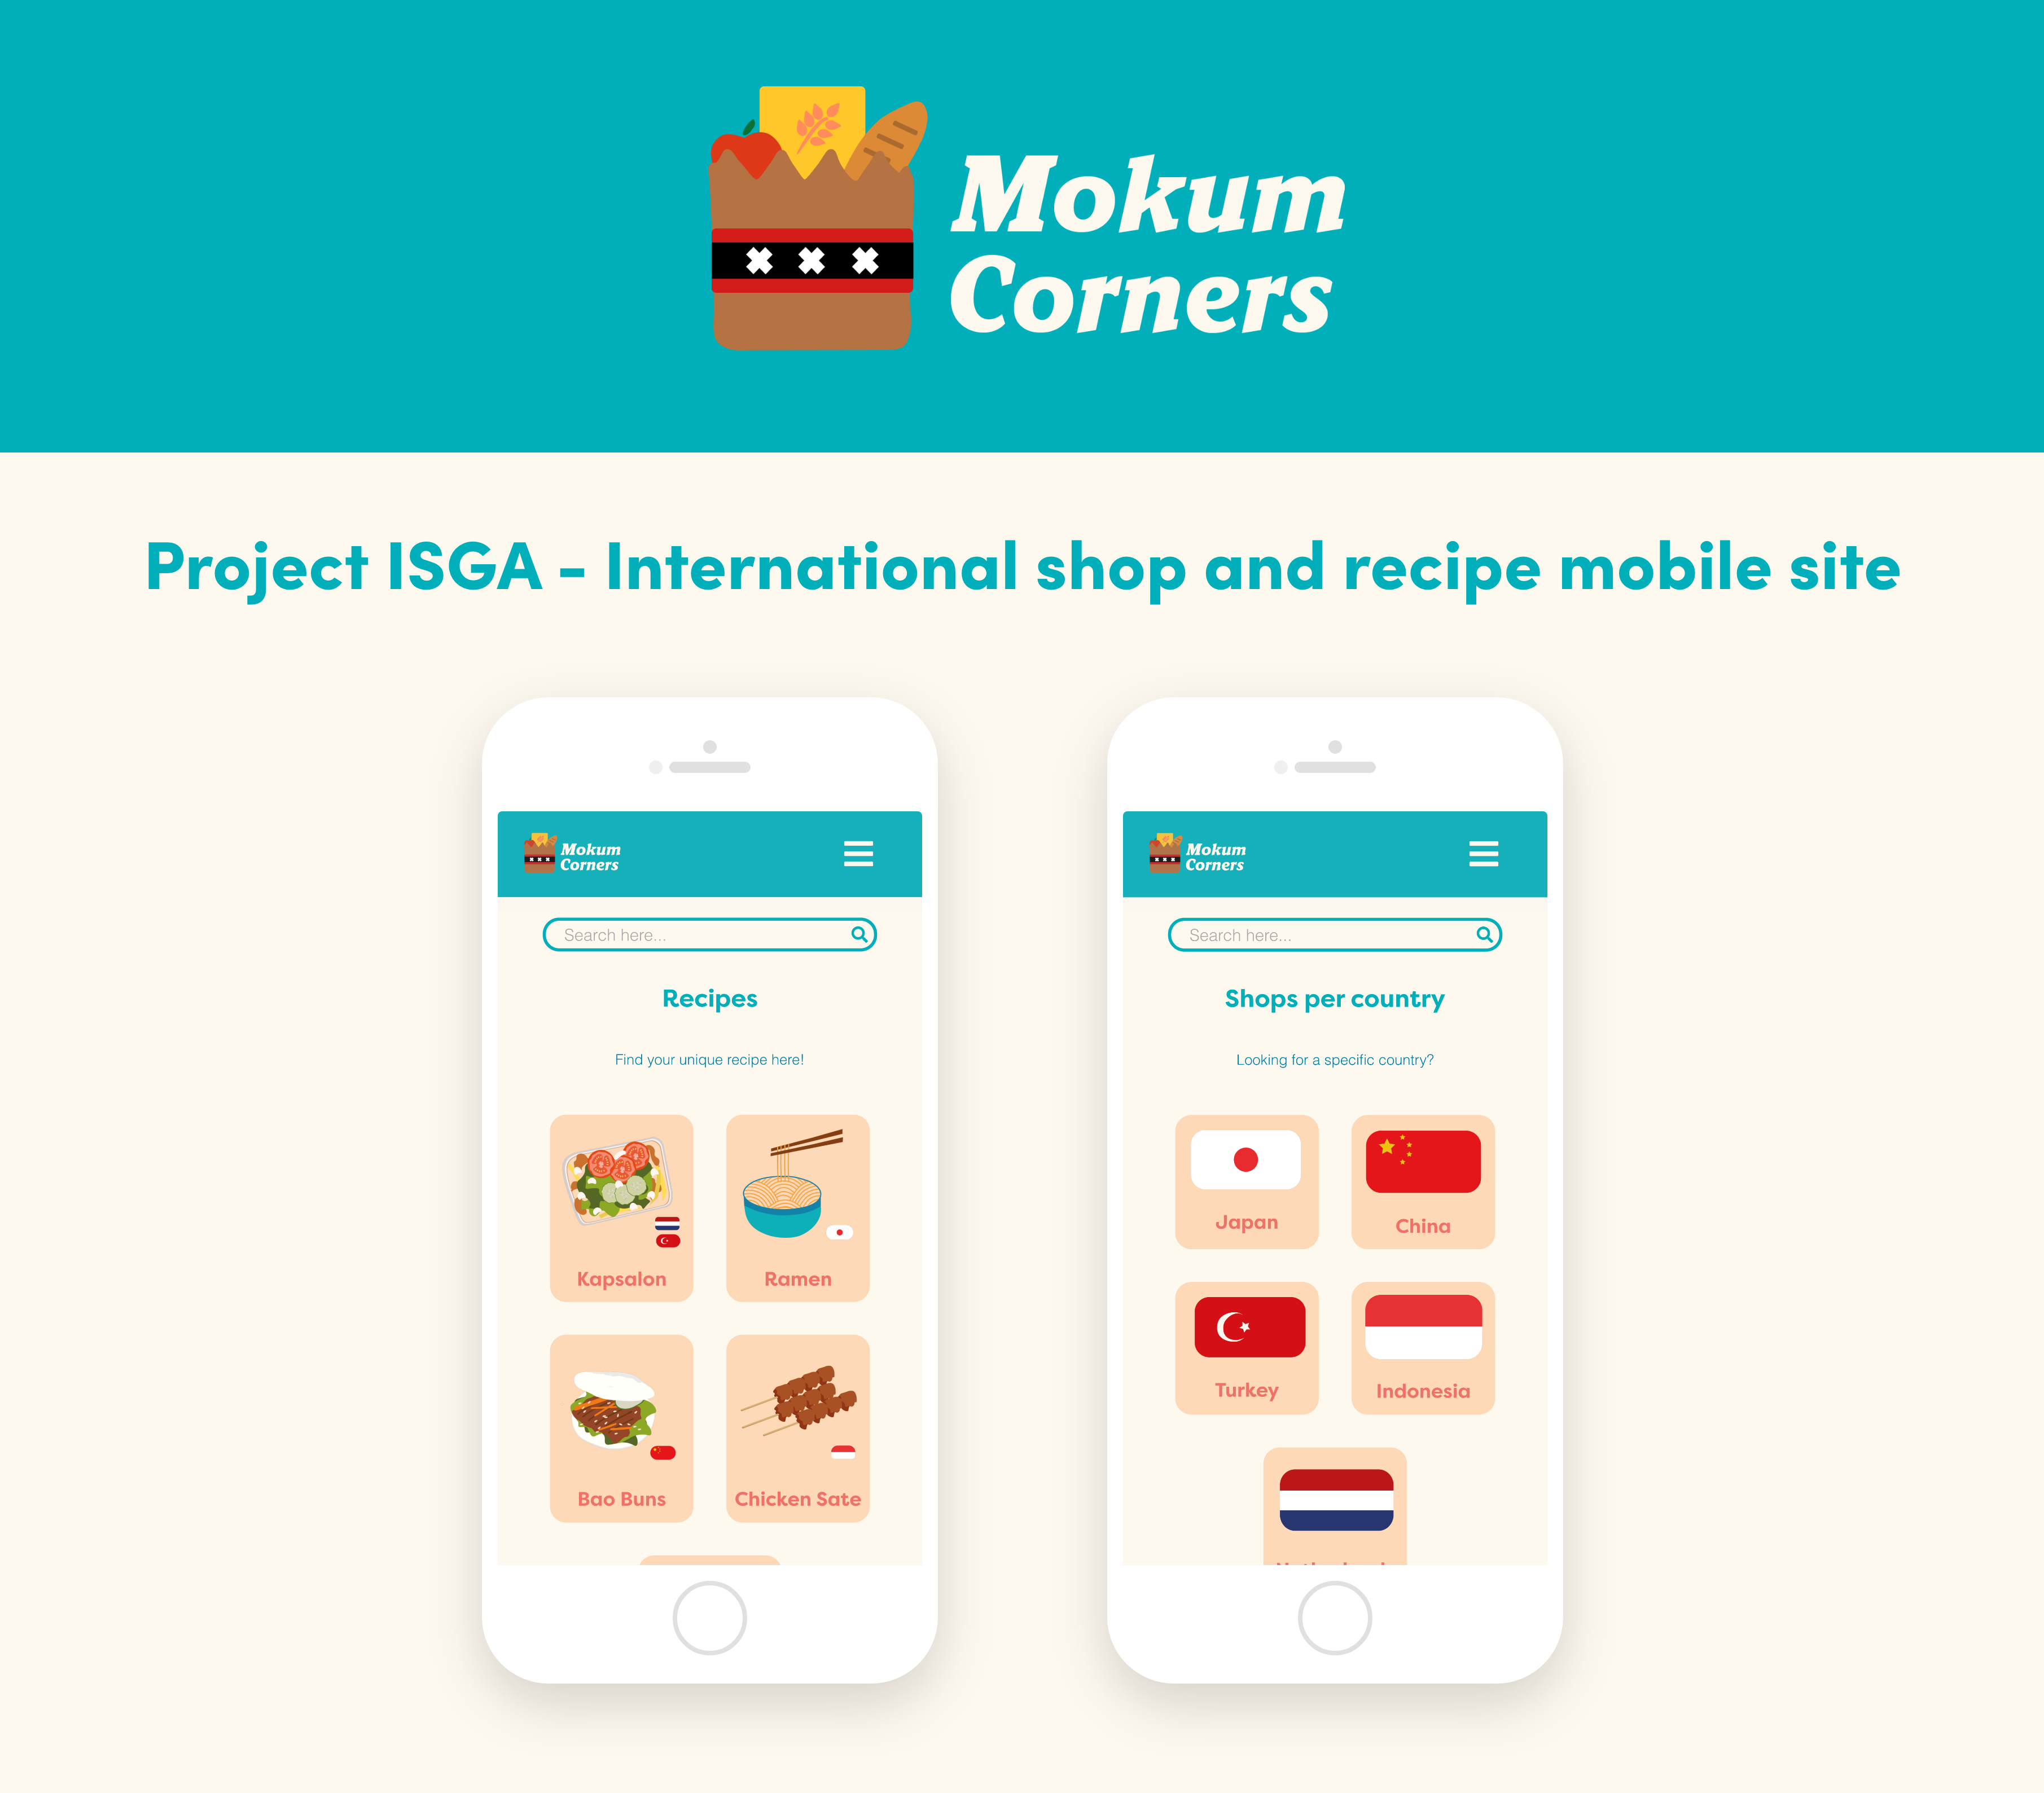 Mokum
Corners
Project ISGA - International shop and recipe mobile site
Mokum
Corners
Search here...
Recipes
Find your unique recipe here!
Kapsalon
Ramen
Bao Buns
Chicken Sate
Mokum
Corners
Search here...
Shops per country
Looking for a specific country?
Japan
China
Turkey
Indonesia